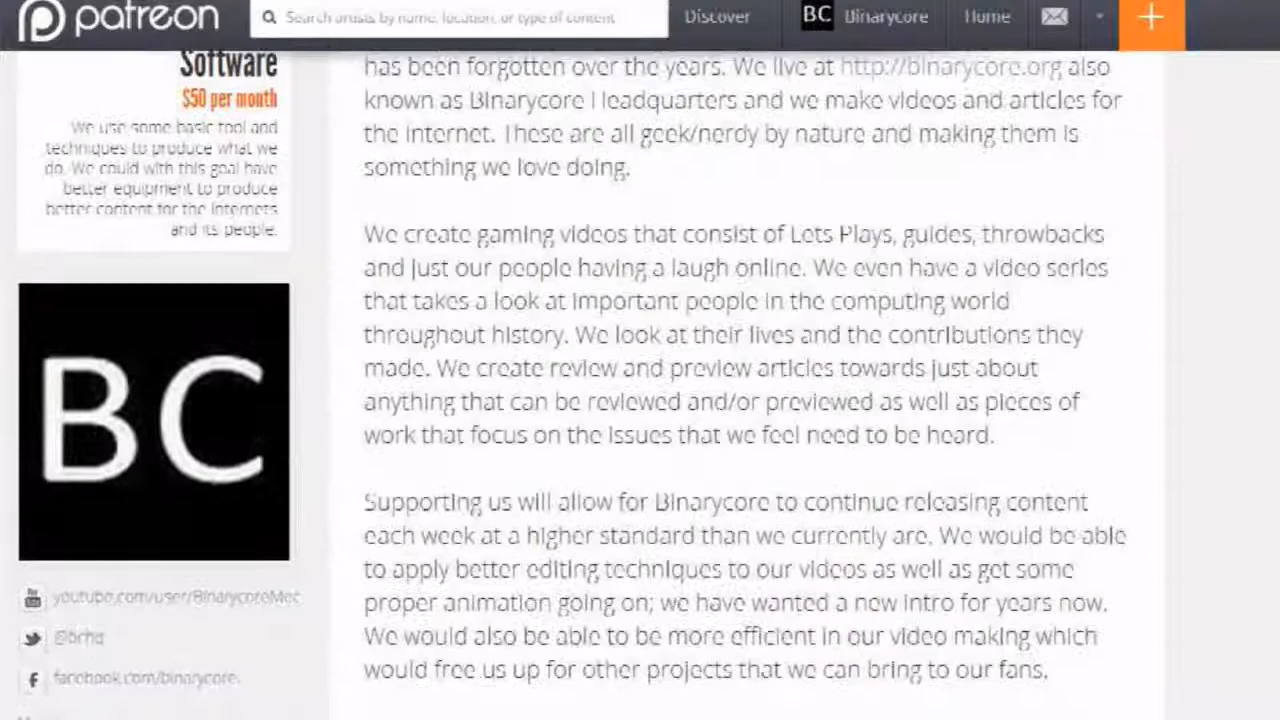 patreon
Search artists by name, location, or type of content
Discover
BC
Binarycore
Home
Software
$50 per month
We use some basic tool and
techniques to produce what we
do. We could with this goal have
better equipment to produce
better content for the internets
and its people.
BC
youtube.com/user/BinarycoreMec
@bchq
facebook.com/binarycore.
has been forgotten over the years. We live at http://binarycore.org also
known as Binarycore Headquarters and we make videos and articles for
the internet. These are all geek/nerdy by nature and making them is
something we love doing.
We create gaming videos that consist of Lets Plays, guides, throwbacks
and just our people having a laugh online. We even have a video series
that takes a look at important people in the computing world
throughout history. We look at their lives and the contributions they
made. We create review and preview articles towards just about
anything that can be reviewed and/or previewed as well as pieces of
work that focus on the issues that we feel need to be heard.
Supporting us will allow for Binarycore to continue releasing content
each week at a higher standard than we currently are. We would be able
to apply better editing techniques to our videos as well as get some
proper animation going on; we have wanted a new intro for years now.
We would also be able to be more efficient in our video making which
would free us up for other projects that we can bring to our fans.